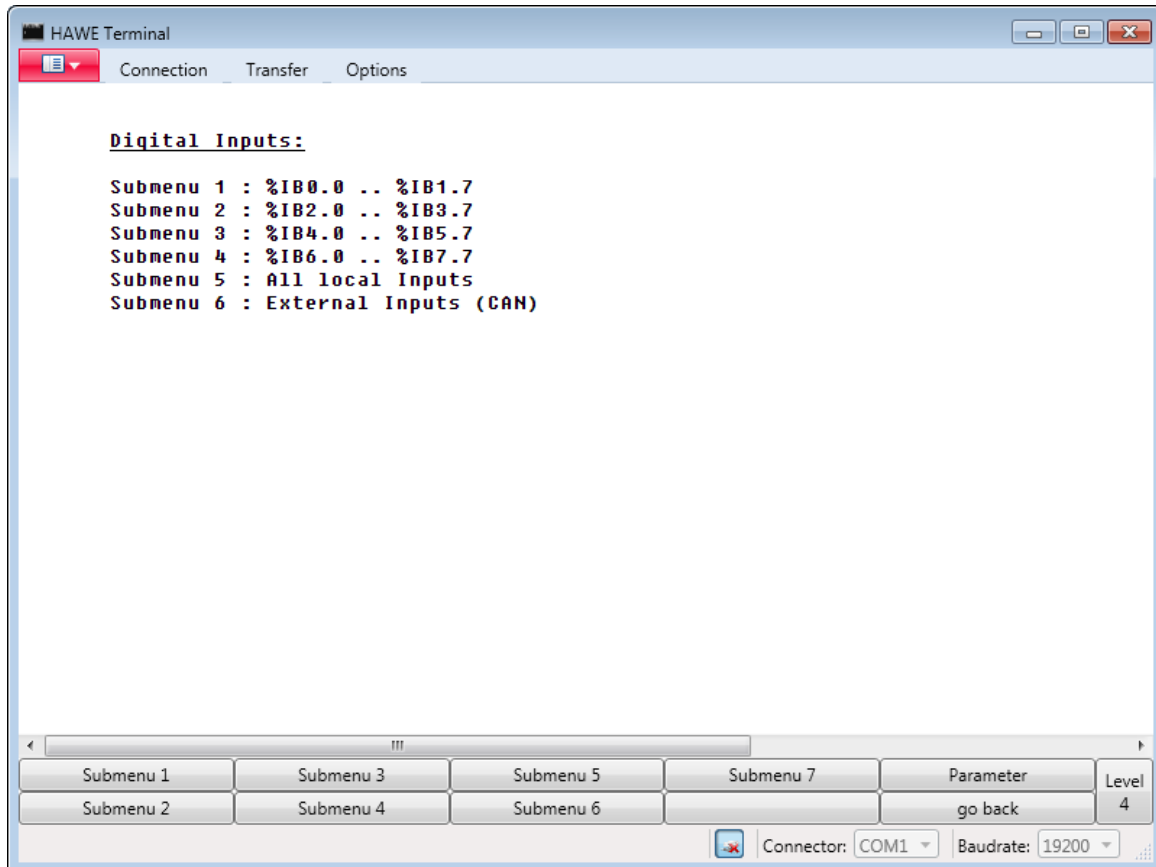 HAWE Terminal
Connection Transfer Options
Digital Inputs:
Submenu 1 : %IB0.0 .. %IB1.7
Submenu 2 : %IB2.0 .. %IB3.7
Submenu 3 : %IB4.0 .. %IB5.7
Submenu 4 : %IB6.0 .. %IB7.7
Submenu 5 : All local Inputs
Submenu 6 : External Inputs (CAN)
Submenu 1 Submenu 3 Submenu 5 Submenu 7 Parameter Level
Submenu 2 Submenu 4 Submenu 6 go back 4
Connector: COM1 Baudrate: 19200